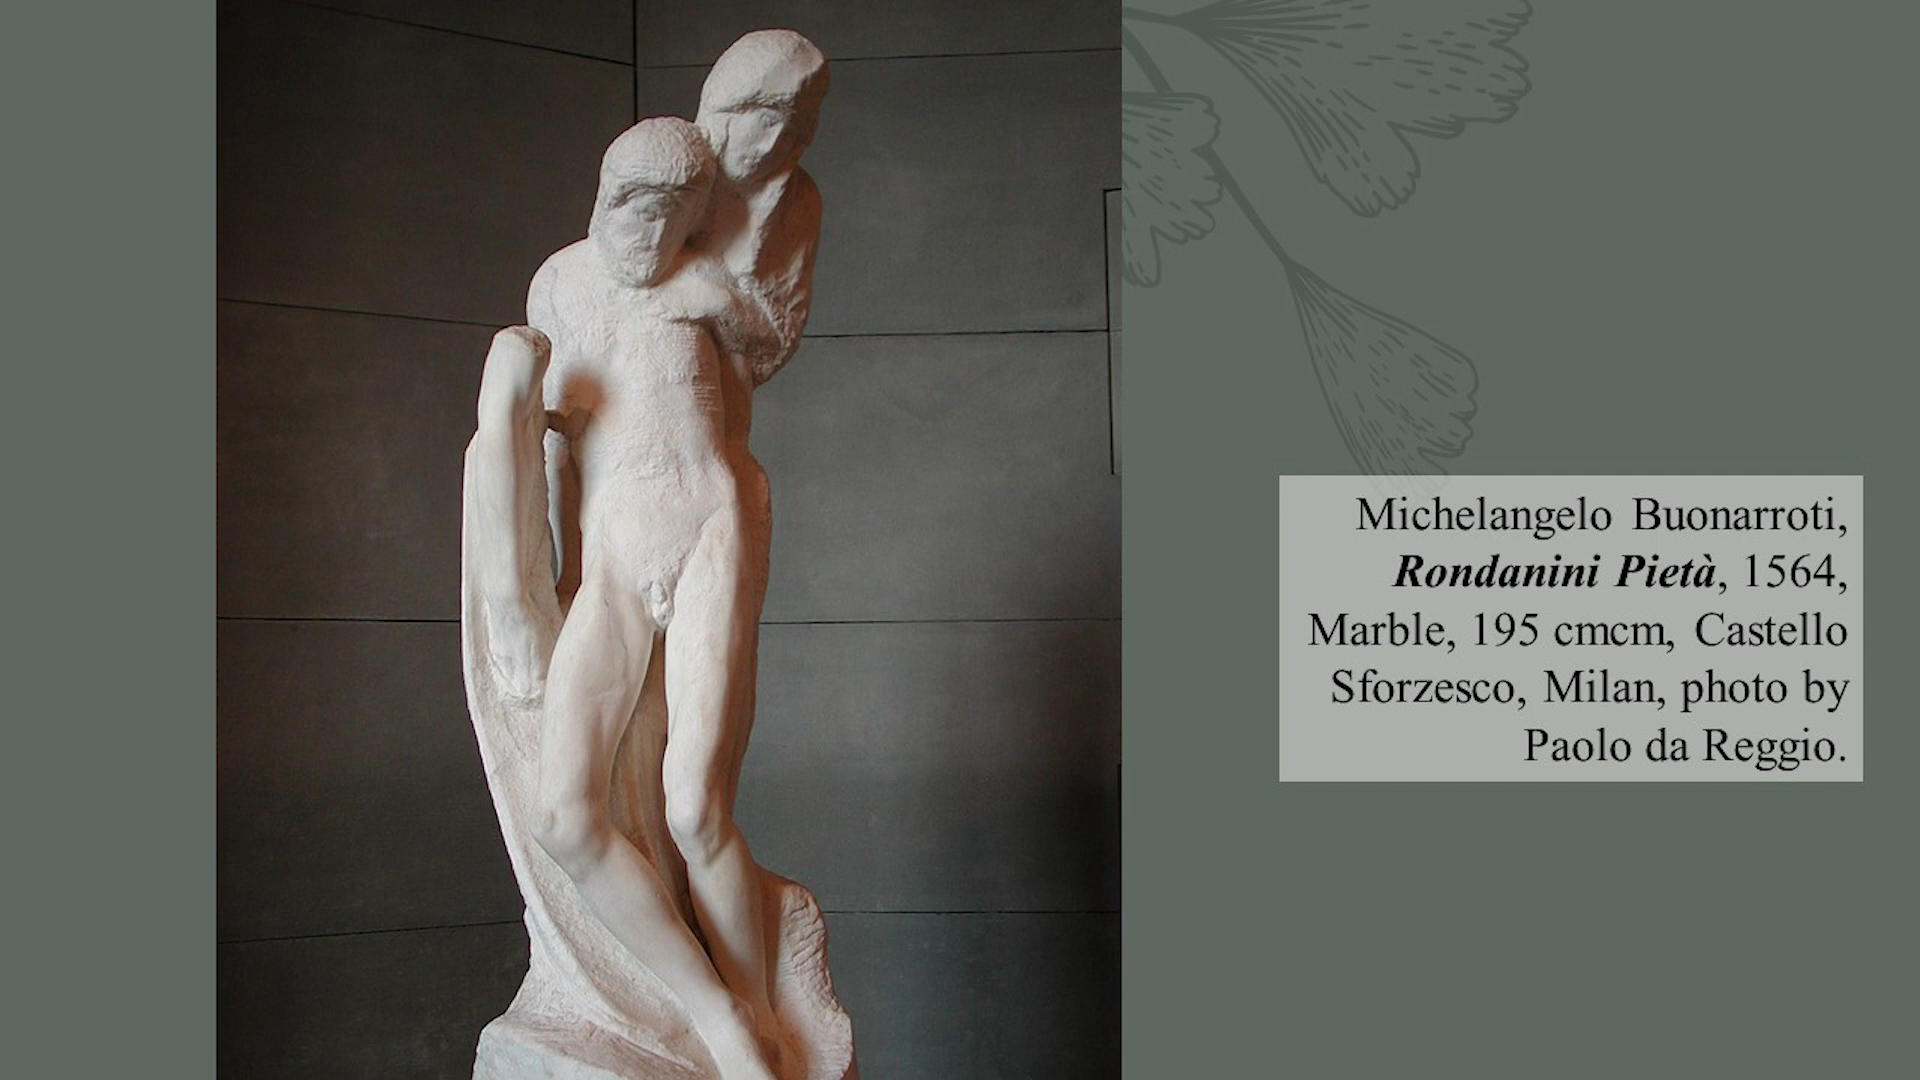 Michelangelo Buonarroti,
Rondanini Pietà, 1564,
Marble, 195 cmcm, Castello
Sforzesco, Milan, photo by
Paolo da Reggio.